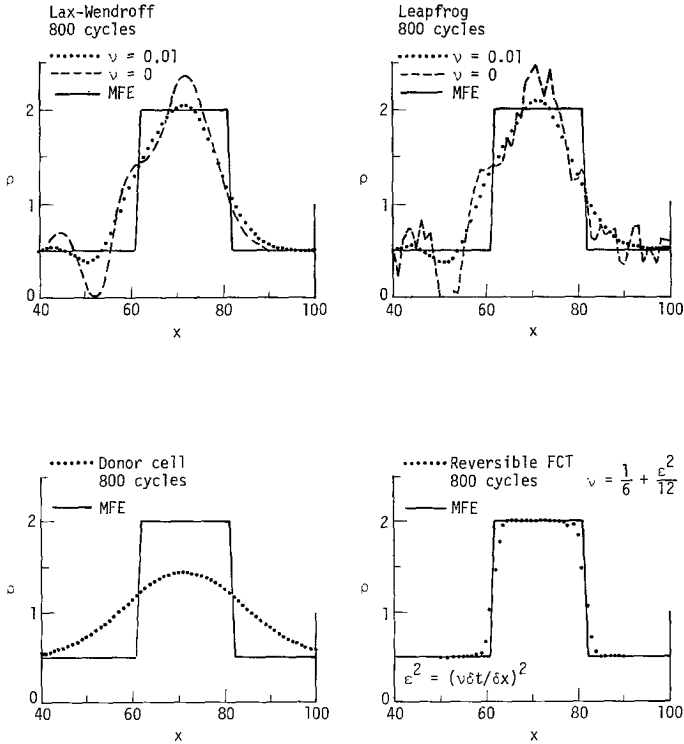 Lax-Wendroff
800 cycles
ν = 0.01
ν = 0
MFE
2
1
0
ρ
40
60
80
100
x
Leapfrog
800 cycles
ν = 0.01
ν = 0
MFE
2
1
0
ρ
40
60
80
100
x
Donor cell
800 cycles
MFE
2
1
0
ρ
40
60
80
100
x
Reversible FCT
800 cycles
ν = 1/6 + ε²/12
MFE
2
1
0
ρ
ε² = (νδt/δx)²
40
60
80
100
x